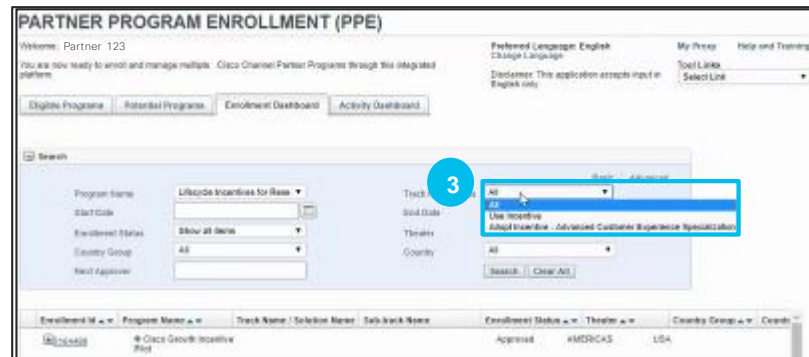 PARTNER PROGRAM ENROLLMENT (PPE)
Welcome: Partner 123
Preferred Language: English
My Proxy Help and Training
Change Language
You are now ready to enroll and manage multiple Cisco Channel Partner Programs through this integrated
platform.
Tool Links
Disclaimer: This application accepts input in
English only
Select Link
Eligible Programs Potential Programs Enrollment Dashboard Activity Dashboard
Search
Basic Advanced
3
Program Name Lifecycle Incentives for Rese Track All
All
Start Date End Date Use Incentive
Enrollment Status Show all items Theater Adopt Incentive - Advanced Customer Experience Specialization
Country Group All Country All
Next Approver Search Clear All
Enrollment Id Program Name Track Name / Solution Name Sub-track Name Enrollment Status Theater Country Group Countr
Cisco Growth Incentive Approved AMERICAS USA
Pilot